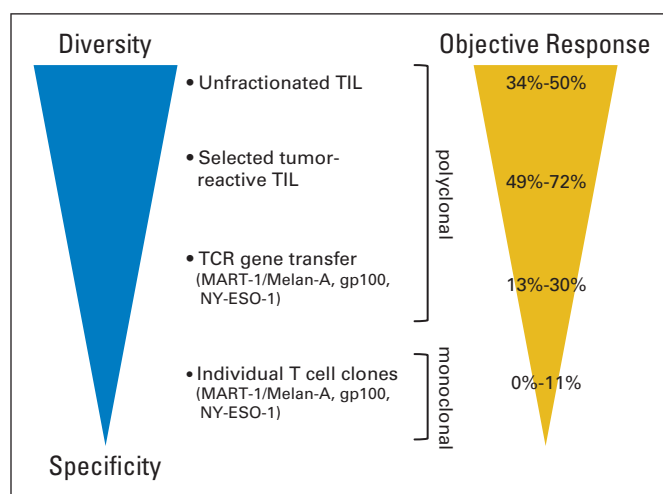 Diversity
Objective Response
• Unfractionated TIL
34%-50%
• Selected tumor-
reactive TIL
49%-72%
polyclonal
• TCR gene transfer
(MART-1/Melan-A, gp100,
NY-ESO-1)
13%-30%
• Individual T cell clones
(MART-1/Melan-A, gp100,
NY-ESO-1)
monoclonal
0%-11%
Specificity